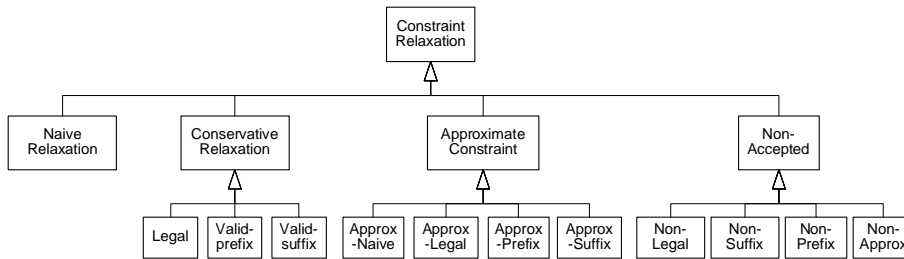 Constraint
Relaxation
Naive
Relaxation
Conservative
Relaxation
Approximate
Constraint
Non-
Accepted
Legal
Valid-
prefix
Valid-
suffix
Approx
-Naive
Approx
-Legal
Approx
-Prefix
Approx
-Suffix
Non-
Legal
Non-
Suffix
Non-
Prefix
Non-
Approx